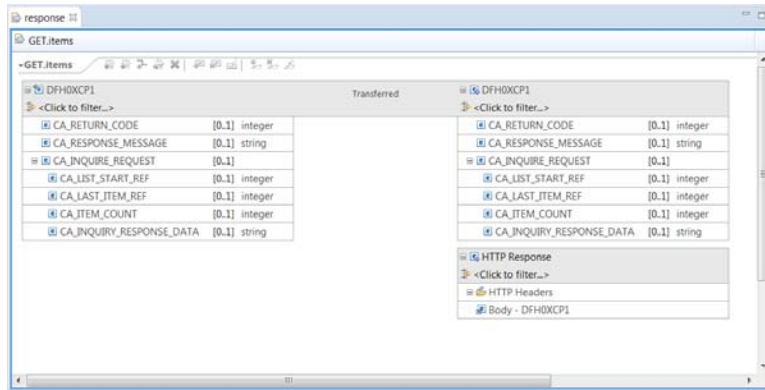 response
GET.items
GET.items
DFH0XCP1
<Click to filter...>
CA_RETURN_CODE [0..1] integer
CA_RESPONSE_MESSAGE [0..1] string
CA_INQUIRE_REQUEST [0..1]
CA_LIST_START_REF [0..1] integer
CA_LAST_ITEM_REF [0..1] integer
CA_ITEM_COUNT [0..1] integer
CA_INQUIRY_RESPONSE_DATA [0..1] string
Transferred
DFH0XCP1
<Click to filter...>
CA_RETURN_CODE [0..1] integer
CA_RESPONSE_MESSAGE [0..1] string
CA_INQUIRE_REQUEST [0..1]
CA_LIST_START_REF [0..1] integer
CA_LAST_ITEM_REF [0..1] integer
CA_ITEM_COUNT [0..1] integer
CA_INQUIRY_RESPONSE_DATA [0..1] string
HTTP Response
<Click to filter...>
HTTP Headers
Body - DFH0XCP1